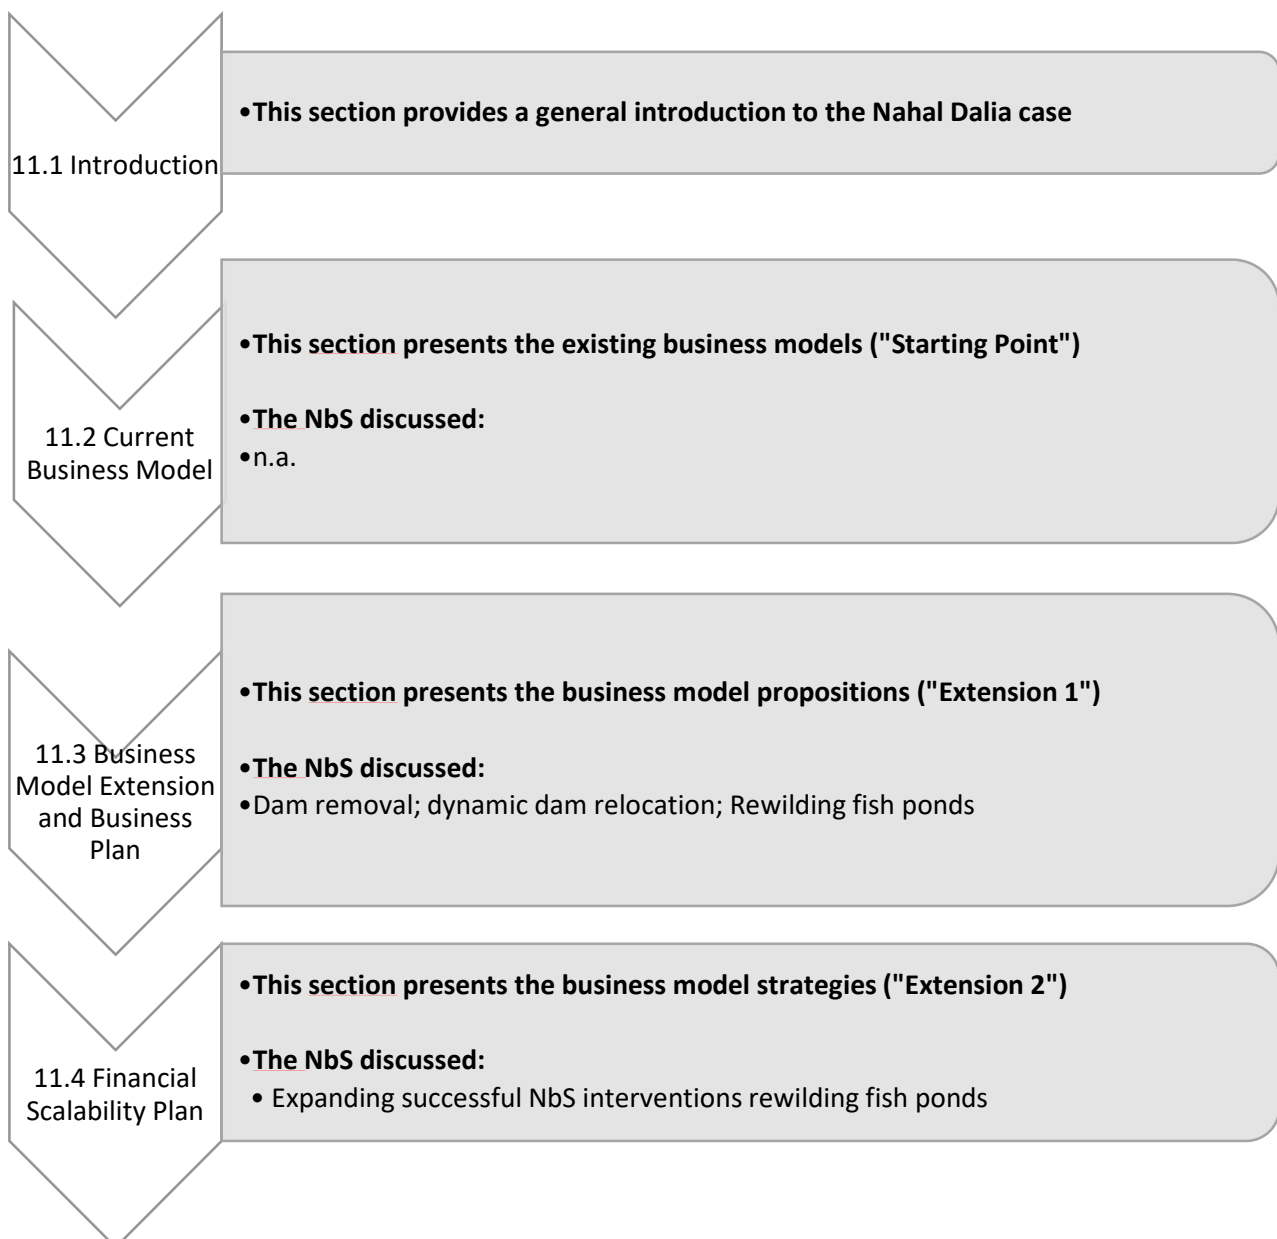 11.1 Introduction
•This section provides a general introduction to the Nahal Dalia case
11.2 Current
Business Model
•This section presents the existing business models ("Starting Point")
•The NbS discussed:
•n.a.
11.3 Business
Model Extension
and Business
Plan
•This section presents the business model propositions ("Extension 1")
•The NbS discussed:
•Dam removal; dynamic dam relocation; Rewilding fish ponds
11.4 Financial
Scalability Plan
•This section presents the business model strategies ("Extension 2")
•The NbS discussed:
• Expanding successful NbS interventions rewilding fish ponds